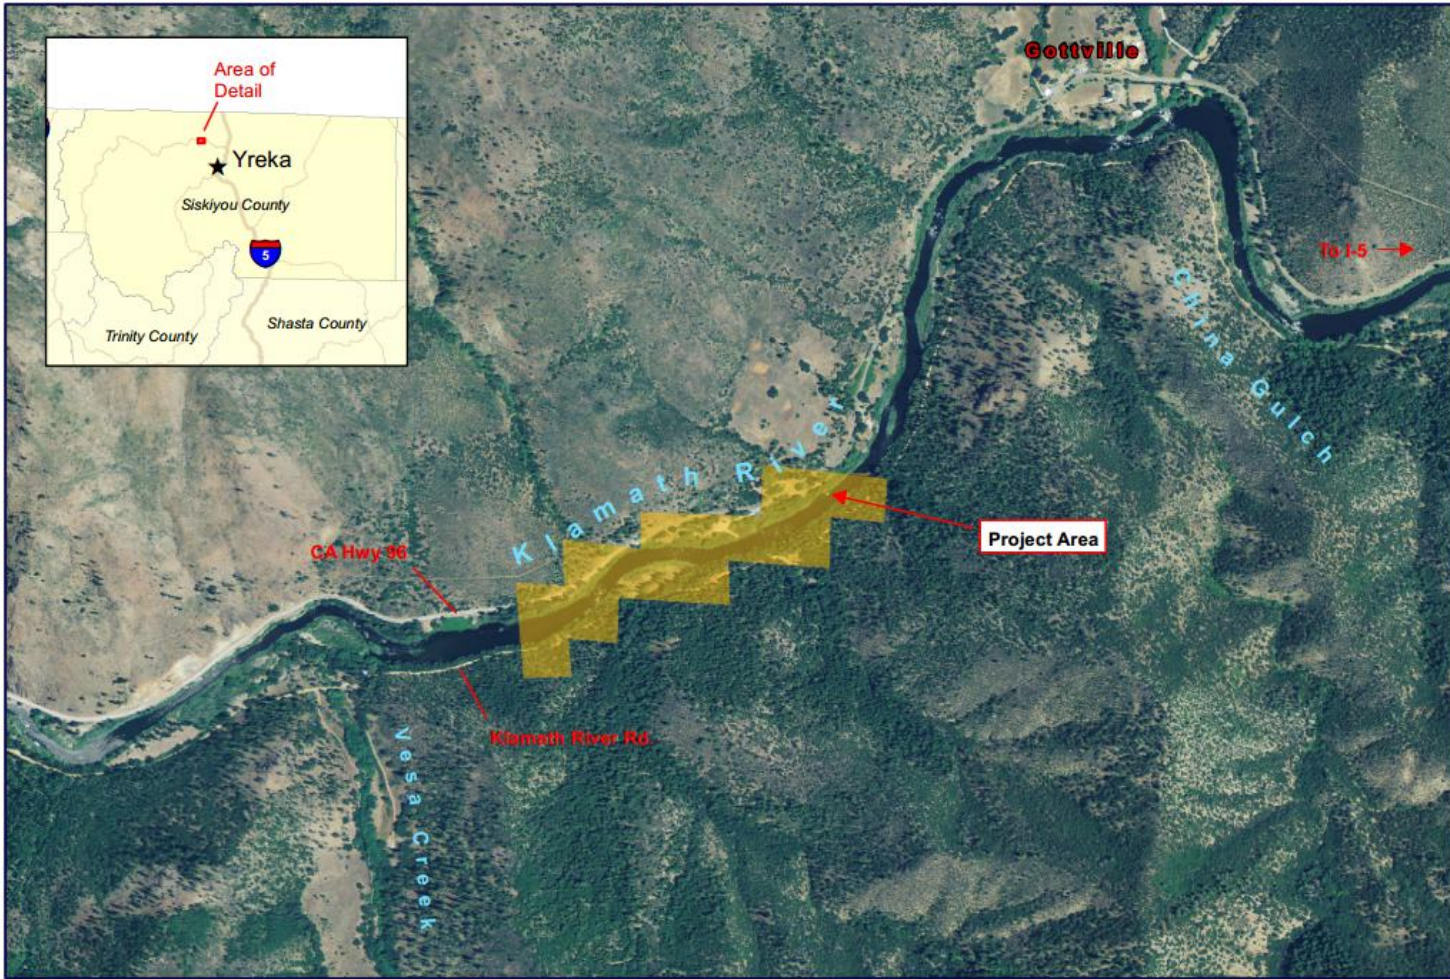 Area of
Detail
Yreka
Siskiyou County
5
Trinity County
Shasta County
Gottville
To I-5
China Gulch
Klamath River
Project Area
CA Hwy 96
Klamath River Rd.
Vesa Creek